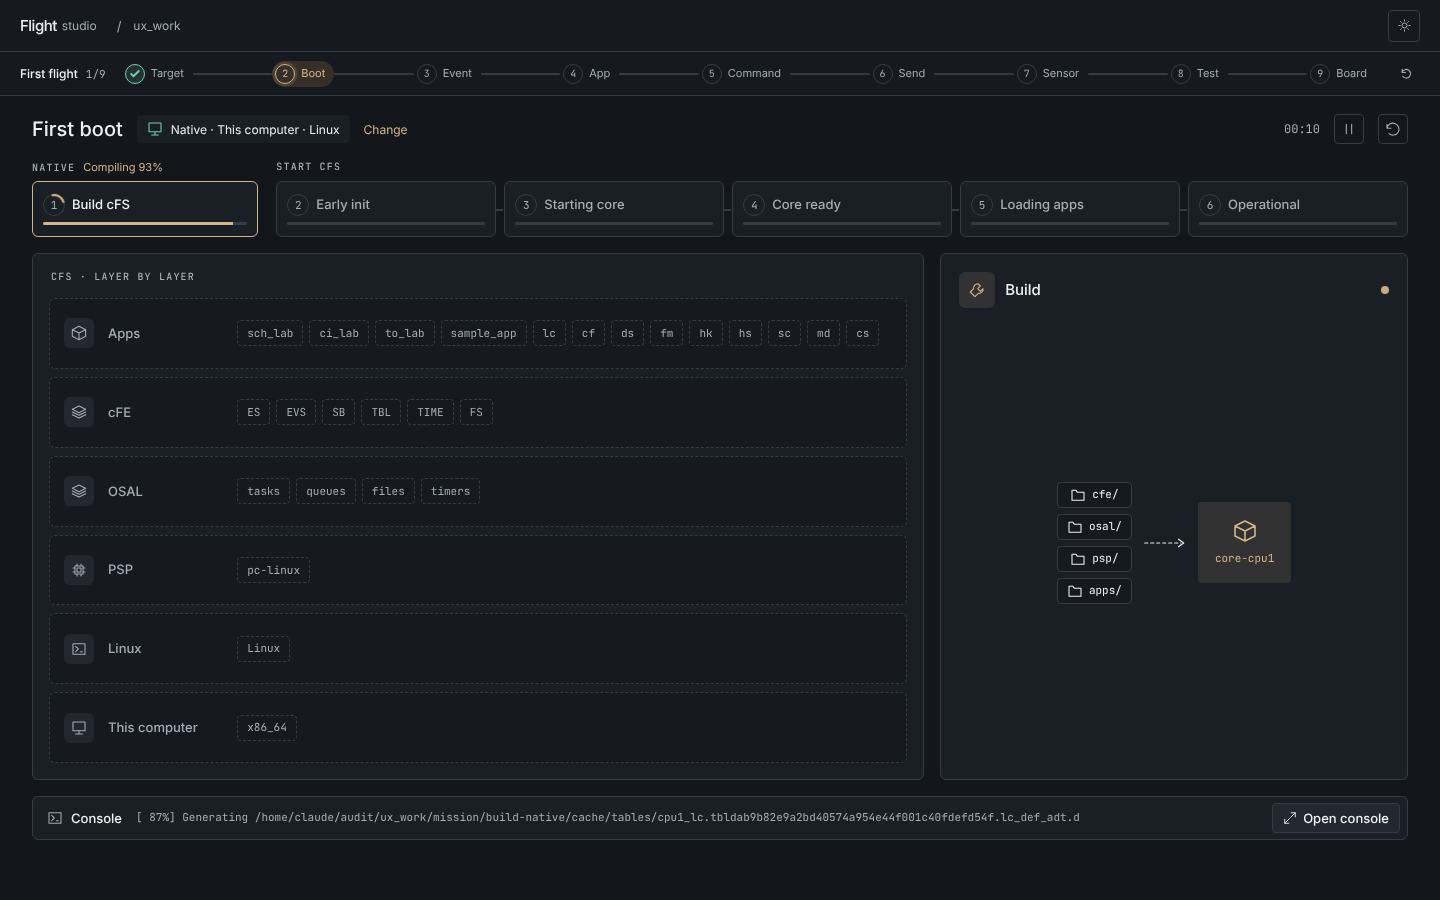 Flight studio / ux_work
First flight 1/9 Target 2 Boot 3 Event 4 App 5 Command 6 Send 7 Sensor 8 Test 9 Board
First boot Native · This computer · Linux Change 00:10
NATIVE Compiling 93% START CFS
1 Build cFS 2 Early init 3 Starting core 4 Core ready 5 Loading apps 6 Operational
CFS · LAYER BY LAYER
Apps sch_lab ci_lab to_lab sample_app lc cf ds fm hk hs sc md cs
cFE ES EVS SB TBL TIME FS
OSAL tasks queues files timers
PSP pc-linux
Linux Linux
This computer x86_64
Build
cfe/
osal/
psp/
apps/
core-cpu1
Console [ 87%] Generating /home/claude/audit/ux_work/mission/build-native/cache/tables/cpu1_lc.tbldab9b82e9a2bd40574a954e44f001c40fdefd54f.lc_def_adt.d Open console